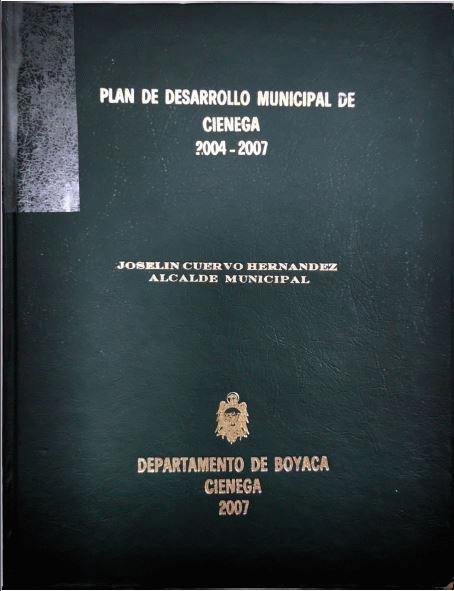 PLAN DE DESARROLLO MUNICIPAL DE
CIENEGA
2004 - 2007
JOSELIN CUERVO HERNANDEZ
ALCALDE MUNICIPAL
DEPARTAMENTO DE BOYACA
CIENEGA
2007